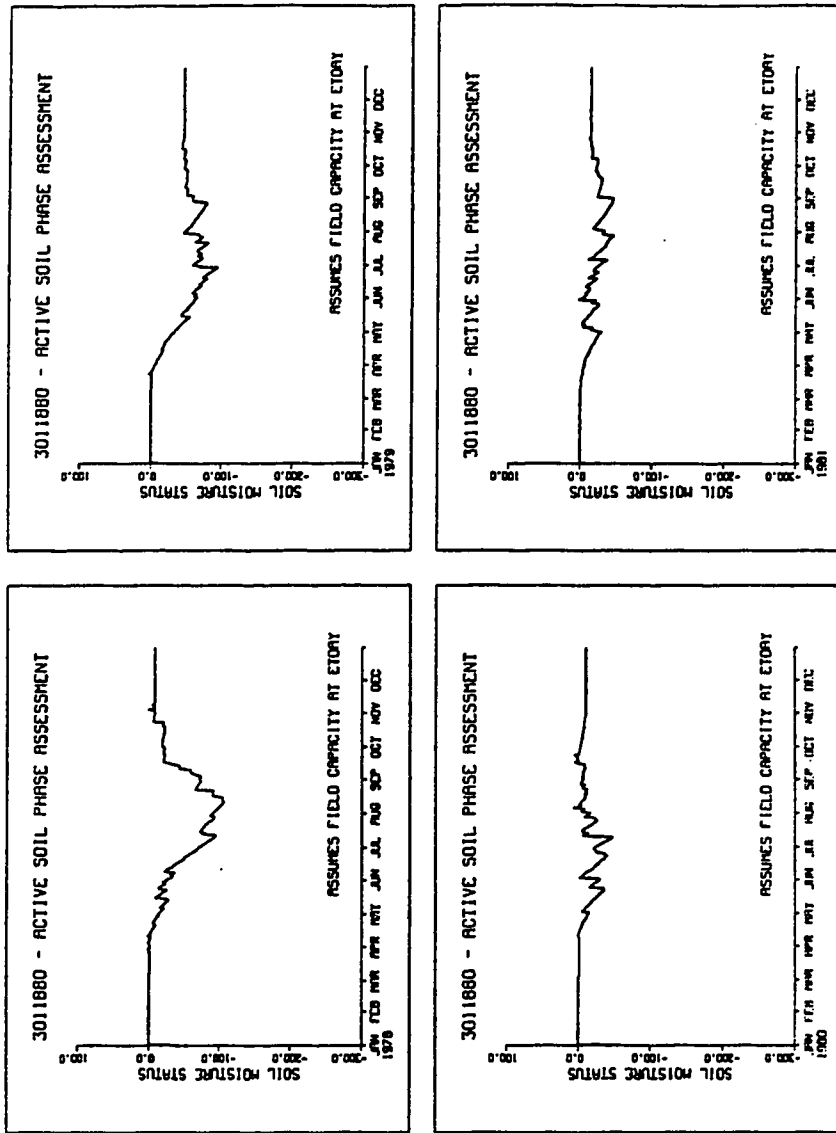 3011880 - ACTIVE SOIL PHASE ASSESSMENT
SOIL MOISTURE STATUS
100.0
0.0
-100.0
-200.0
-300.0
ASSUMES FIELD CAPACITY AT ETDAY
JAN FEB MAR APR MAY JUN JUL AUG SEP OCT NOV DEC
1978
3011880 - ACTIVE SOIL PHASE ASSESSMENT
SOIL MOISTURE STATUS
100.0
0.0
-100.0
-200.0
-300.0
ASSUMES FIELD CAPACITY AT ETDAY
JAN FEB MAR APR MAY JUN JUL AUG SEP OCT NOV DEC
1979
3011880 - ACTIVE SOIL PHASE ASSESSMENT
SOIL MOISTURE STATUS
100.0
0.0
-100.0
-200.0
-300.0
ASSUMES FIELD CAPACITY AT ETDAY
JAN FEB MAR APR MAY JUN JUL AUG SEP OCT NOV DEC
1980
3011880 - ACTIVE SOIL PHASE ASSESSMENT
SOIL MOISTURE STATUS
100.0
0.0
-100.0
-200.0
-300.0
ASSUMES FIELD CAPACITY AT ETDAY
JAN FEB MAR APR MAY JUN JUL AUG SEP OCT NOV DEC
1981